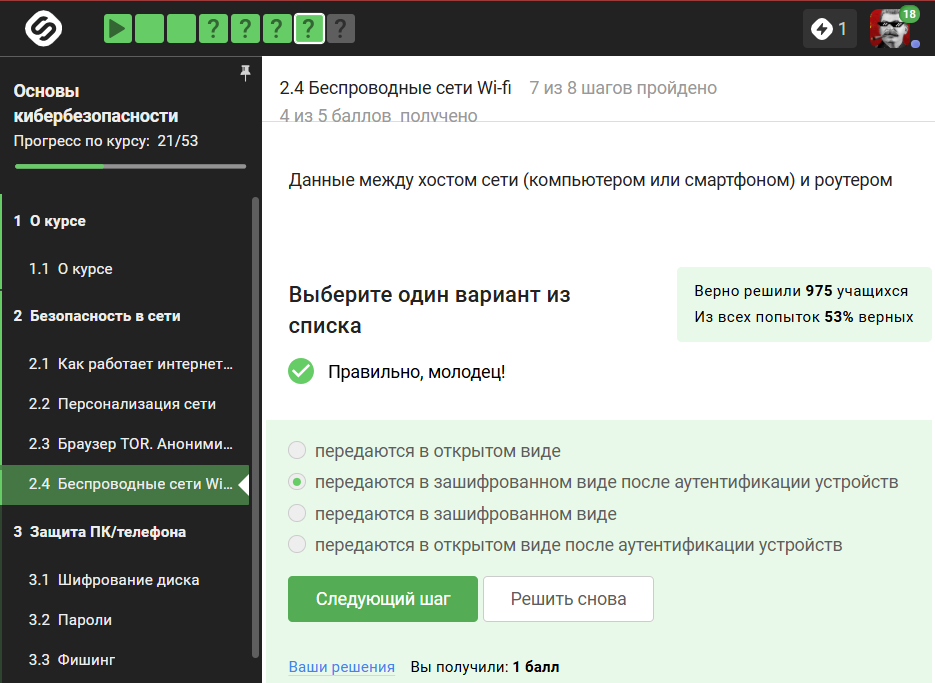 ? ? ? ? ?
1
18
Основы
кибербезопасности
Прогресс по курсу: 21/53
1 О курсе
1.1 О курсе
2 Безопасность в сети
2.1 Как работает интернет...
2.2 Персонализация сети
2.3 Браузер TOR. Аноними...
2.4 Беспроводные сети Wi...
3 Защита ПК/телефона
3.1 Шифрование диска
3.2 Пароли
3.3 Фишинг
2.4 Беспроводные сети Wi-fi 7 из 8 шагов пройдено
4 из 5 баллов получено
Данные между хостом сети (компьютером или смартфоном) и роутером
Выберите один вариант из
списка
Верно решили 975 учащихся
Из всех попыток 53% верных
Правильно, молодец!
передаются в открытом виде
передаются в зашифрованном виде после аутентификации устройств
передаются в зашифрованном виде
передаются в открытом виде после аутентификации устройств
Следующий шаг
Решить снова
Ваши решения Вы получили: 1 балл